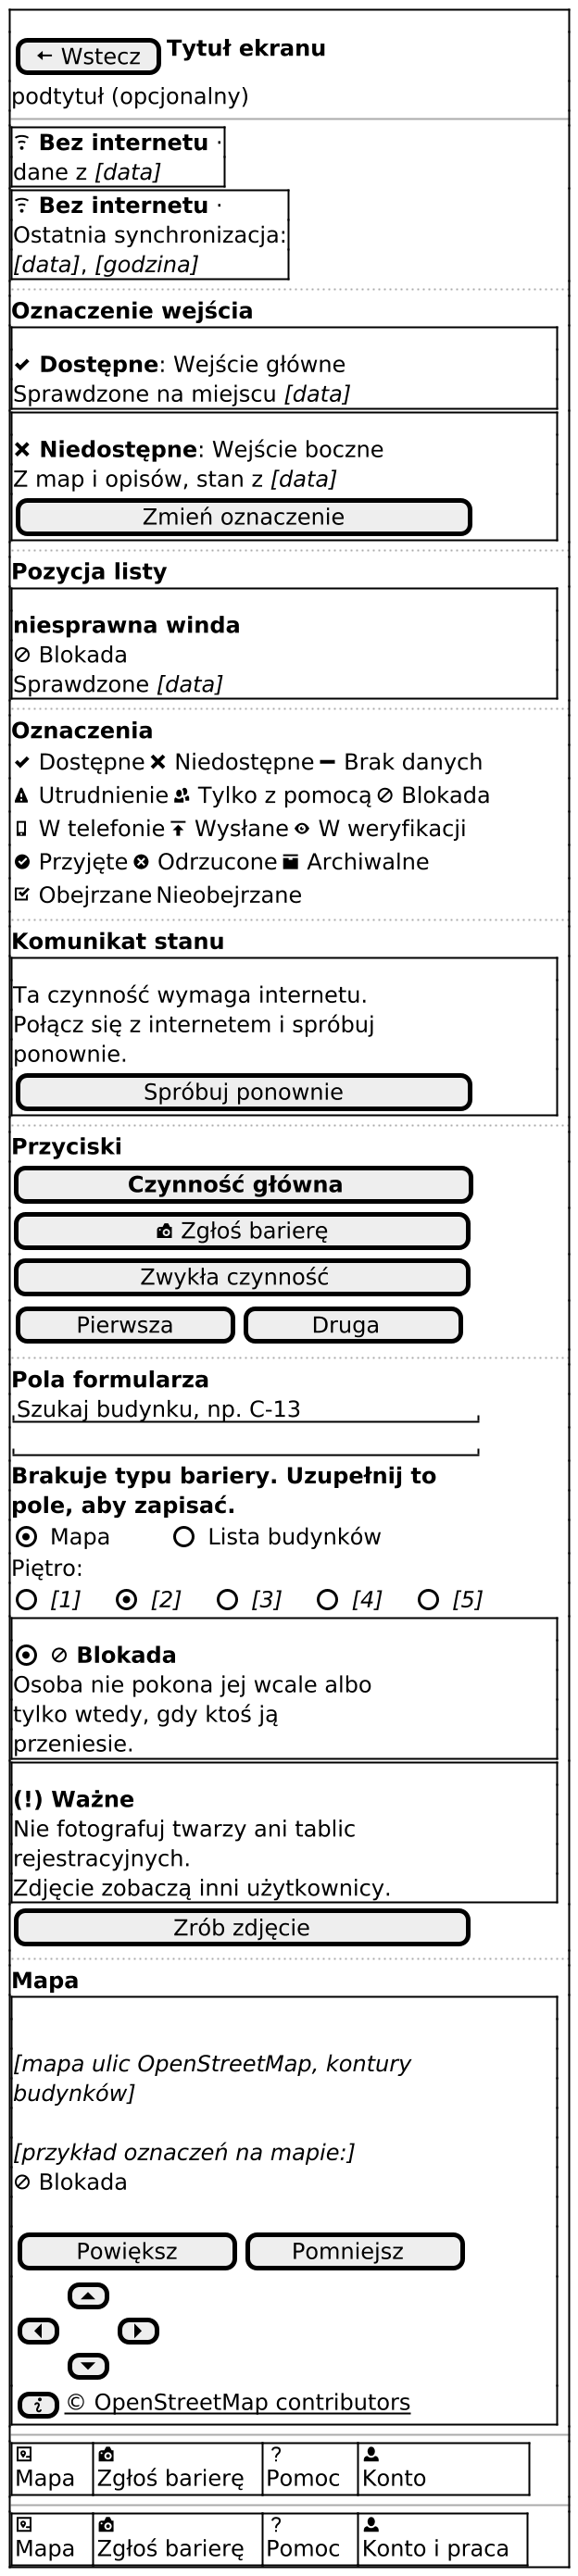 ← Wstecz Tytuł ekranu
podtytuł (opcjonalny)
Bez internetu ·
dane z [data]
Bez internetu ·
Ostatnia synchronizacja:
[data], [godzina]
Oznaczenie wejścia
✔ Dostępne: Wejście główne
Sprawdzone na miejscu [data]
✖ Niedostępne: Wejście boczne
Z map i opisów, stan z [data]
Zmień oznaczenie
Pozycja listy
niesprawna winda
Blokada
Sprawdzone [data]
Oznaczenia
Dostępne Niedostępne Brak danych
Utrudnienie Tylko z pomocą Blokada
W telefonie Wysłane W weryfikacji
Przyjęte Odrzucone Archiwalne
Obejrzane Nieobejrzane
Komunikat stanu
Ta czynność wymaga internetu.
Połącz się z internetem i spróbuj
ponownie.
Spróbuj ponownie
Przyciski
Czynność główna
Zgłoś barierę
Zwykła czynność
Pierwsza Druga
Pola formularza
Szukaj budynku, np. C-13
Brakuje typu bariery. Uzupełnij to
pole, aby zapisać.
Mapa Lista budynków
Piętro:
[1] [2] [3] [4] [5]
Blokada
Osoba nie pokona jej wcale albo
tylko wtedy, gdy ktoś ją
przeniesie.
(!) Ważne
Nie fotografuj twarzy ani tablic
rejestracyjnych.
Zdjęcie zobaczą inni użytkownicy.
Zrób zdjęcie
Mapa
[mapa ulic OpenStreetMap, kontury
budynków]
[przykład oznaczeń na mapie:]
Blokada
Powiększ Pomniejsz
i © OpenStreetMap contributors
?
Mapa Zgłoś barierę Pomoc Konto
?
Mapa Zgłoś barierę Pomoc Konto i praca